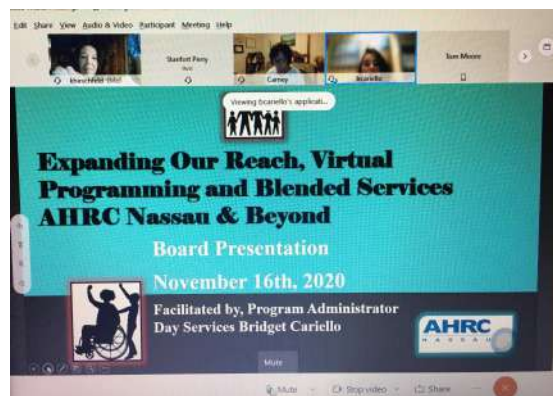 Edit Share View Audio & Video Participant Meeting Help
Stanfort Perry
Host
Tom Moore
Carney
bcariello
Viewing bcariello's applicati...
Expanding Our Reach, Virtual
Programming and Blended Services
AHRC Nassau & Beyond
Board Presentation
November 16th, 2020
Facilitated by, Program Administrator
Day Services Bridget Cariello
AHRC
NASSAU
Mute
Mute
Stop video
Share